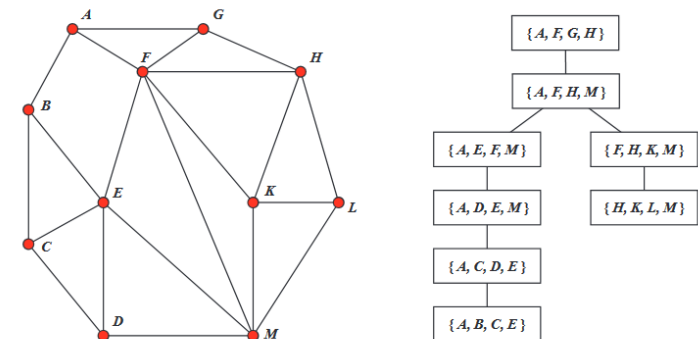 A
G
F
H
B
E
K
L
C
D
M
{ A, F, G, H }
{ A, F, H, M }
{ A, E, F, M }
{ F, H, K, M }
{ A, D, E, M }
{ H, K, L, M }
{ A, C, D, E }
{ A, B, C, E }